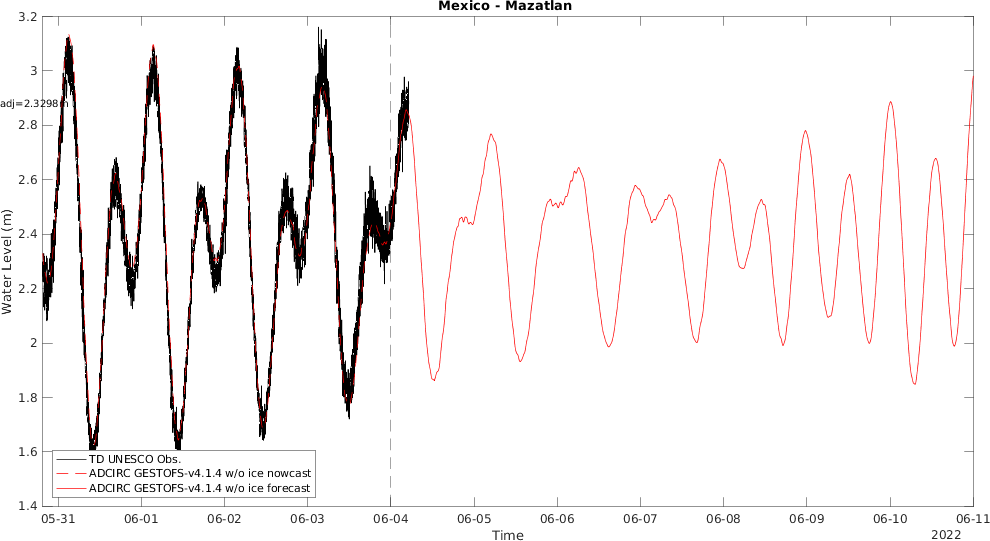 Mexico - Mazatlan
3.2
3
adj=2.3298m
2.8
2.6
2.4
2.2
2
1.8
1.6
1.4
Water Level (m)
TD UNESCO Obs.
ADCIRC GESTOFS-v4.1.4 w/o ice nowcast
ADCIRC GESTOFS-v4.1.4 w/o ice forecast
05-31 06-01 06-02 06-03 06-04 06-05 06-06 06-07 06-08 06-09 06-10 06-11
Time
2022